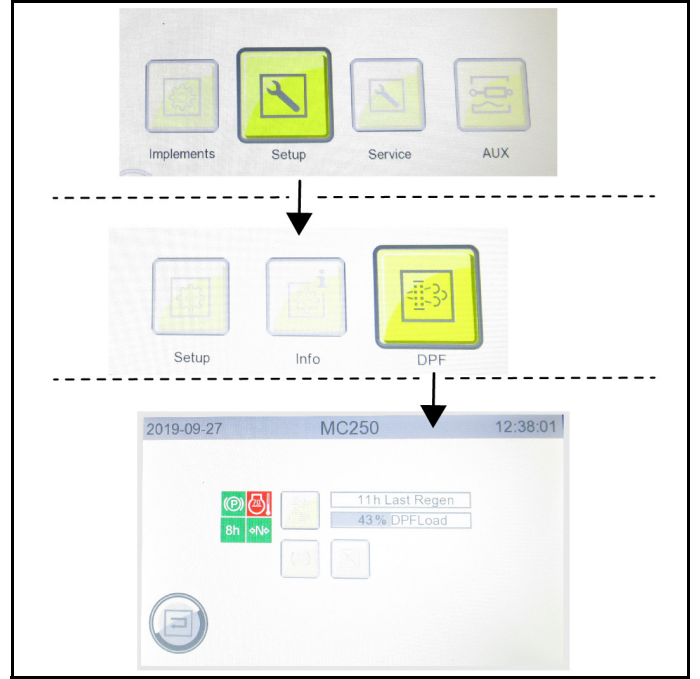 Implements Setup Service AUX
Setup Info DPF
2019-09-27 MC250 12:38:01
11h Last Regen
(P)
43% DPFLoad
8h «N»